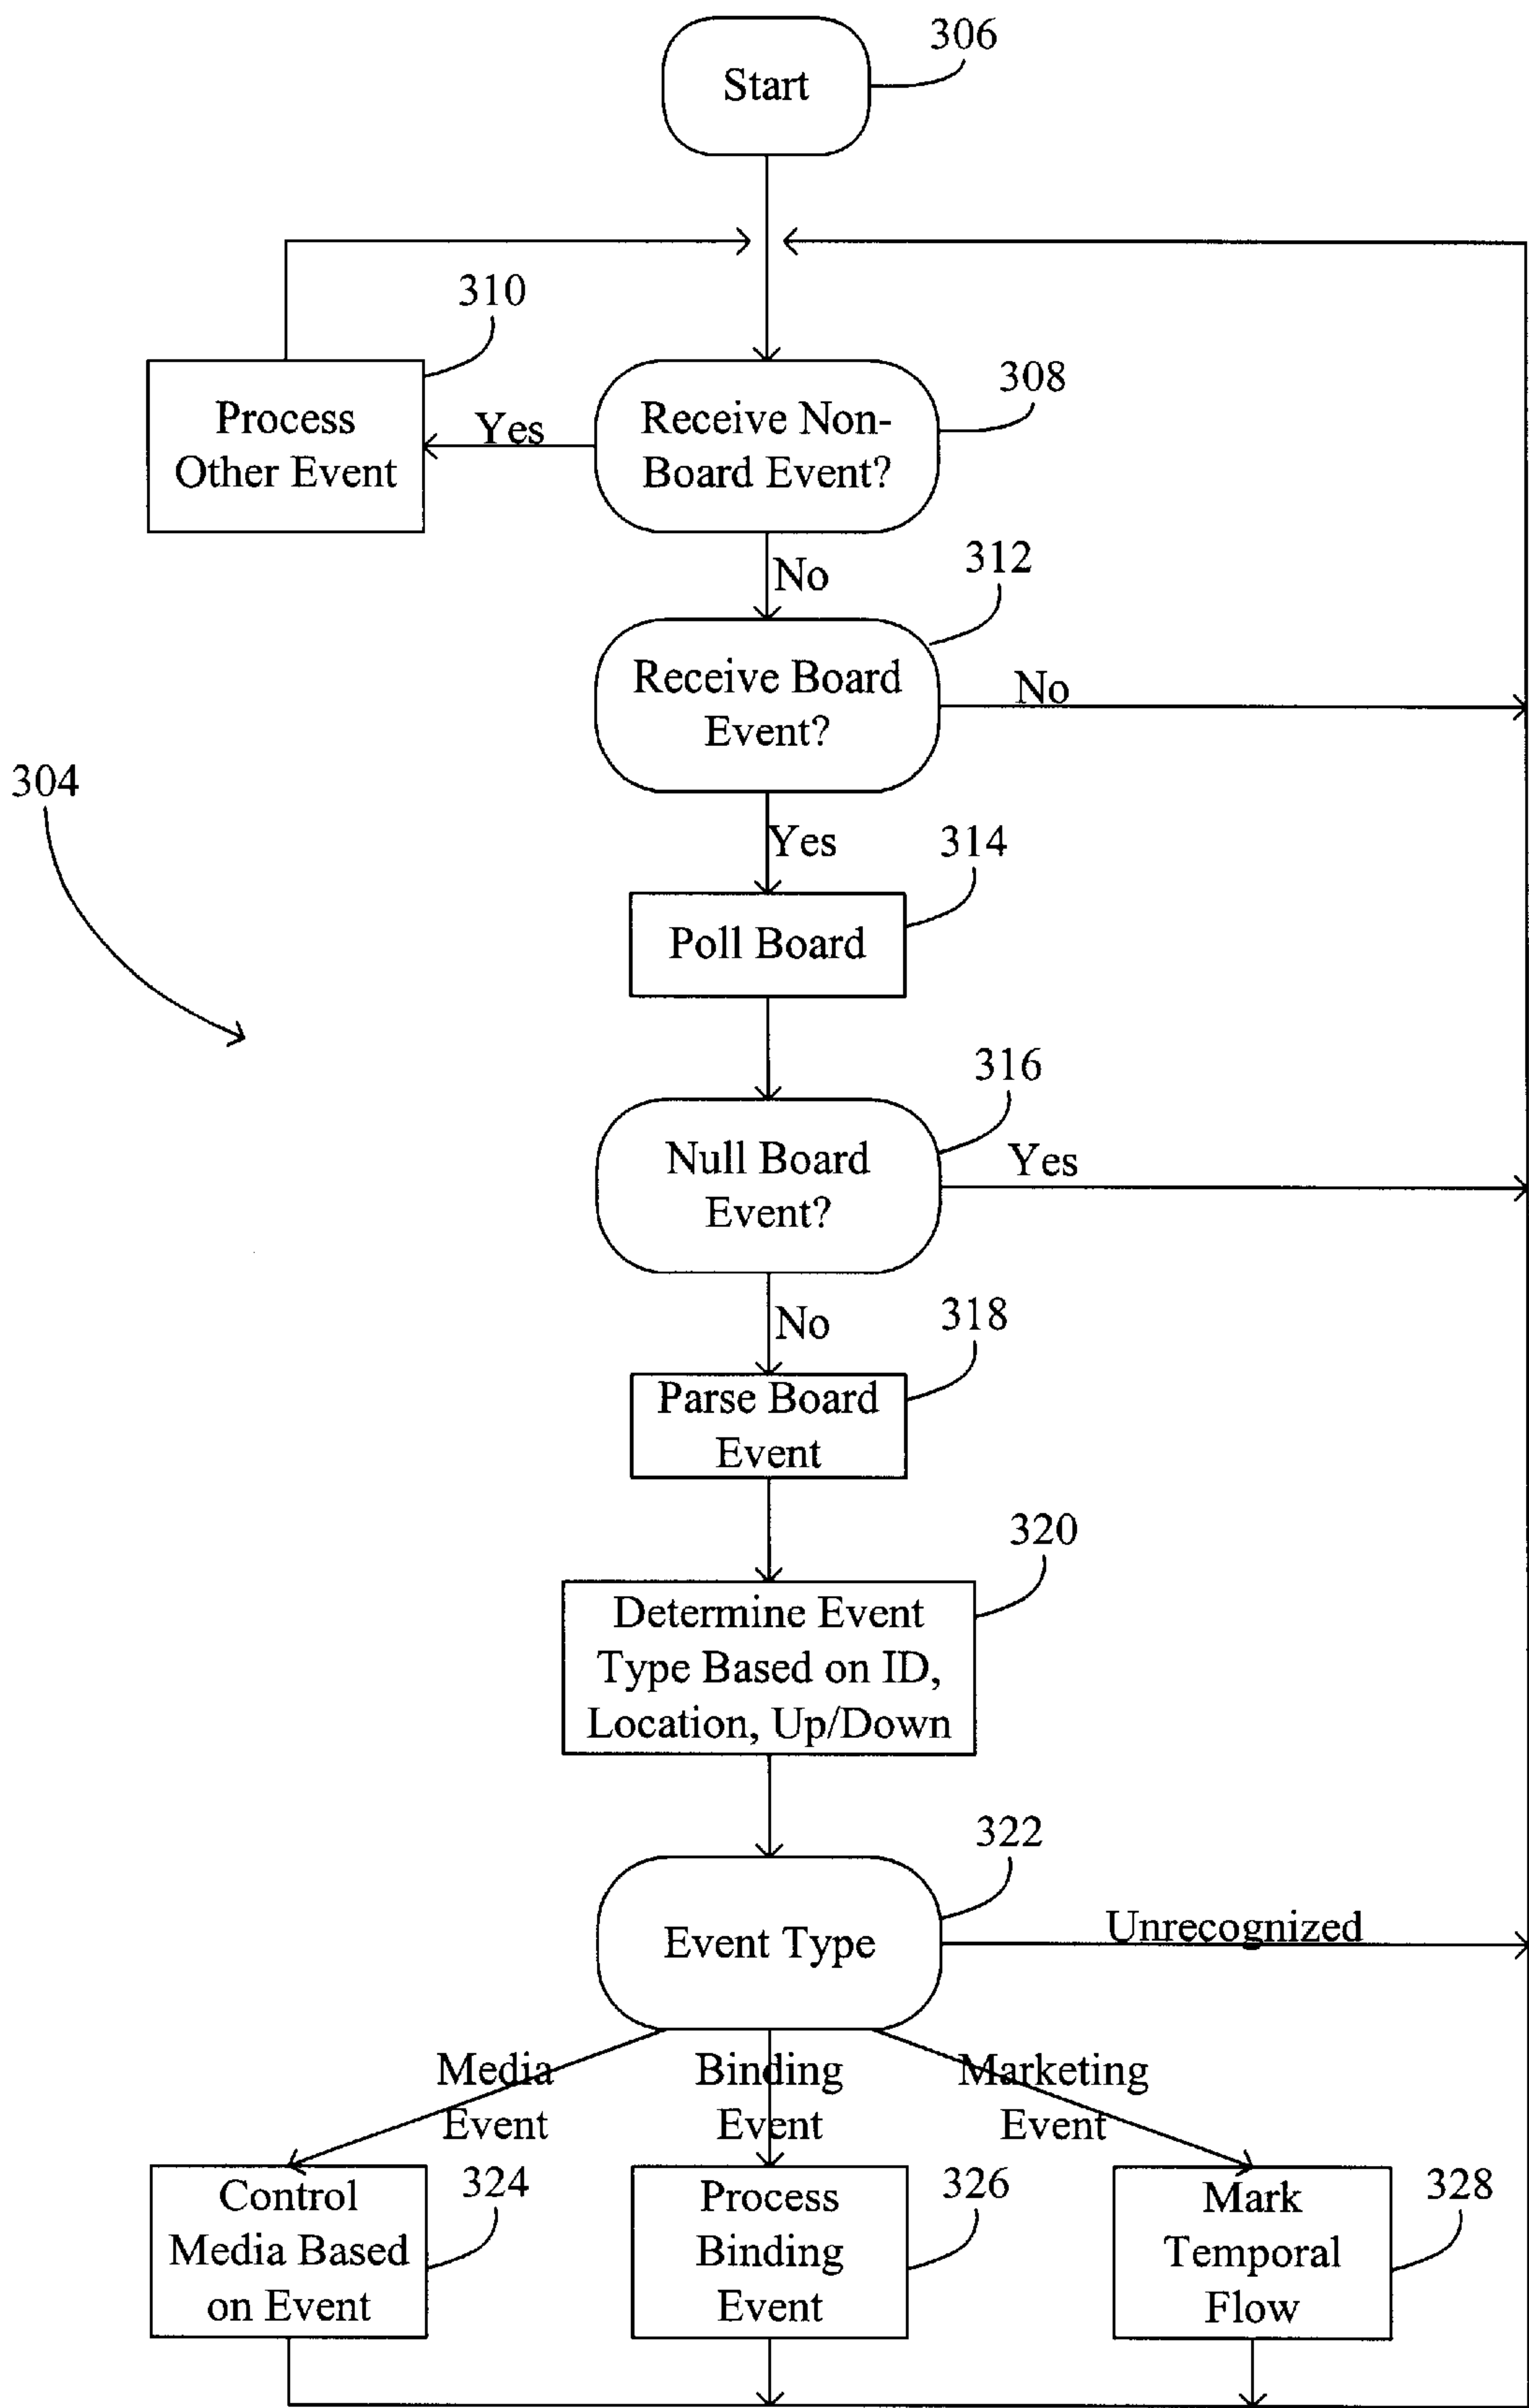 306
Start
310
308
Process
Other Event
Yes
Receive Non-
Board Event?
No
312
Receive Board
Event?
No
304
Yes
314
Poll Board
316
Null Board
Event?
Yes
No
318
Parse Board
Event
320
Determine Event
Type Based on ID,
Location, Up/Down
322
Event Type
Unrecognized
Media
Event
Binding
Event
Marketing
Event
Control
Media Based
on Event
324
Process
Binding
Event
326
Mark
Temporal
Flow
328